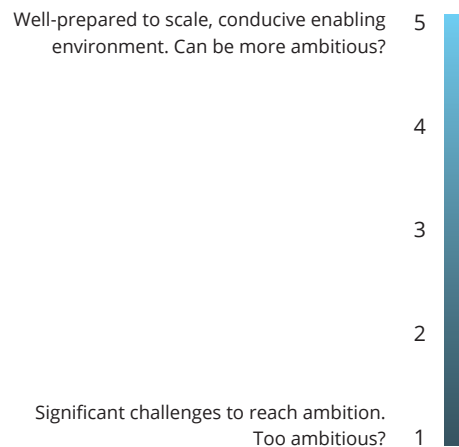 Well-prepared to scale, conducive enabling 5
environment. Can be more ambitious?
4
3
2
Significant challenges to reach ambition.
Too ambitious? 1